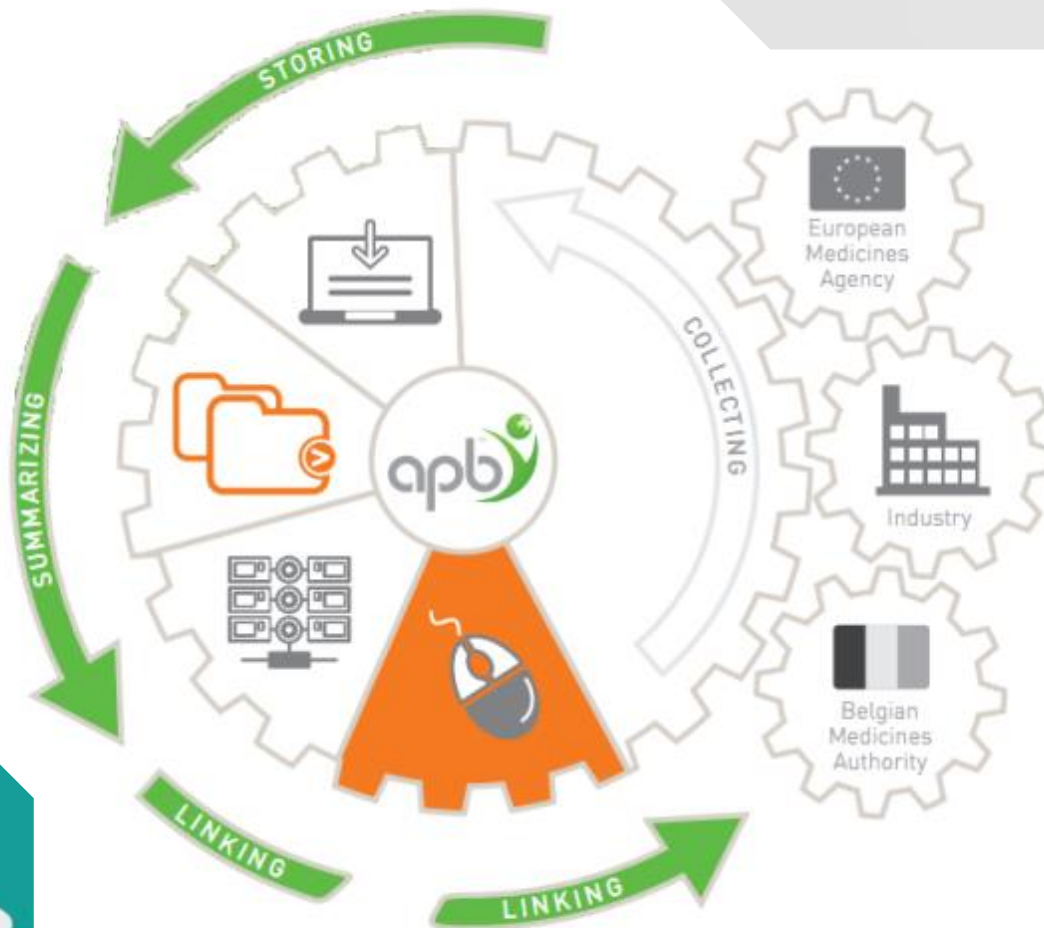 STORING
SUMMARIZING
LINKING
LINKING
COLLECTING
apb
European
Medicines
Agency
Industry
Belgian
Medicines
Authority